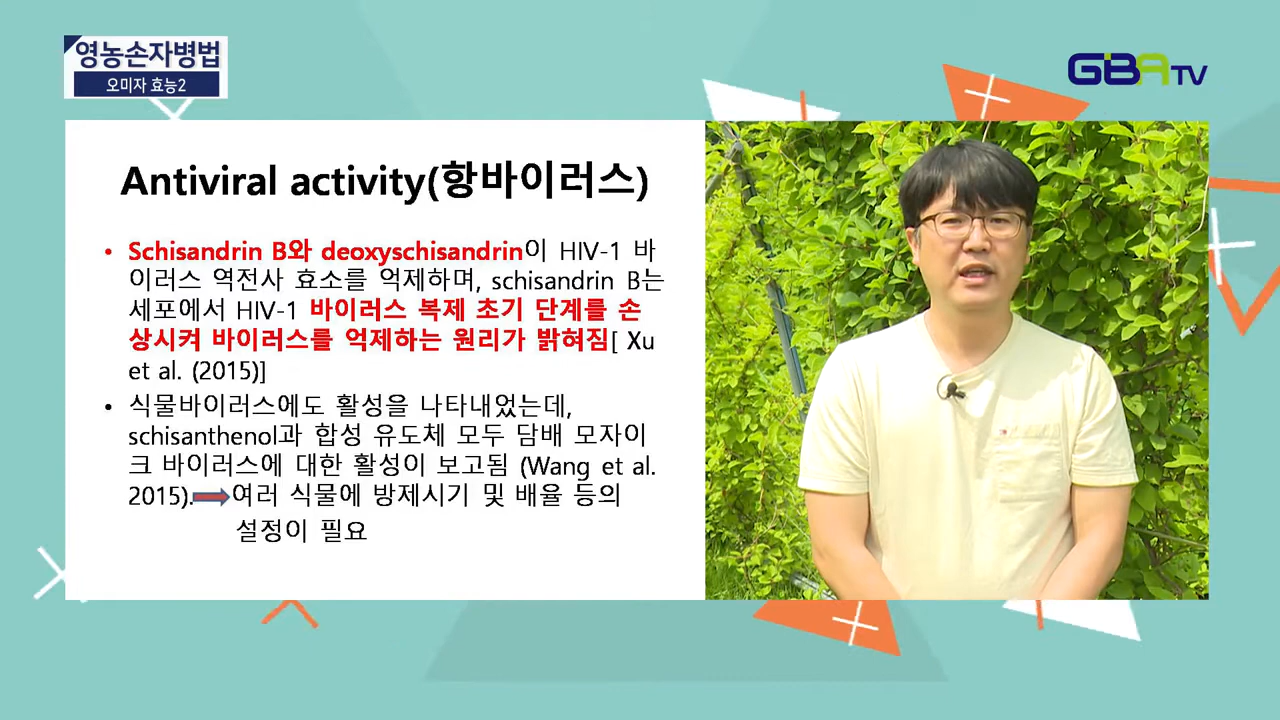 영농손자병법
오미자 효능2
GBA TV
Antiviral activity(항바이러스)
• Schisandrin B와 deoxyschisandrin이 HIV-1 바
이러스 역전사 효소를 억제하며, schisandrin B는
세포에서 HIV-1 바이러스 복제 초기 단계를 손
상시켜 바이러스를 억제하는 원리가 밝혀짐[ Xu
et al. (2015)]
• 식물바이러스에도 활성을 나타내었는데,
schisanthenol과 합성 유도체 모두 담배 모자이
크 바이러스에 대한 활성이 보고됨 (Wang et al.
2015).➡여러 식물에 방제시기 및 배율 등의
설정이 필요